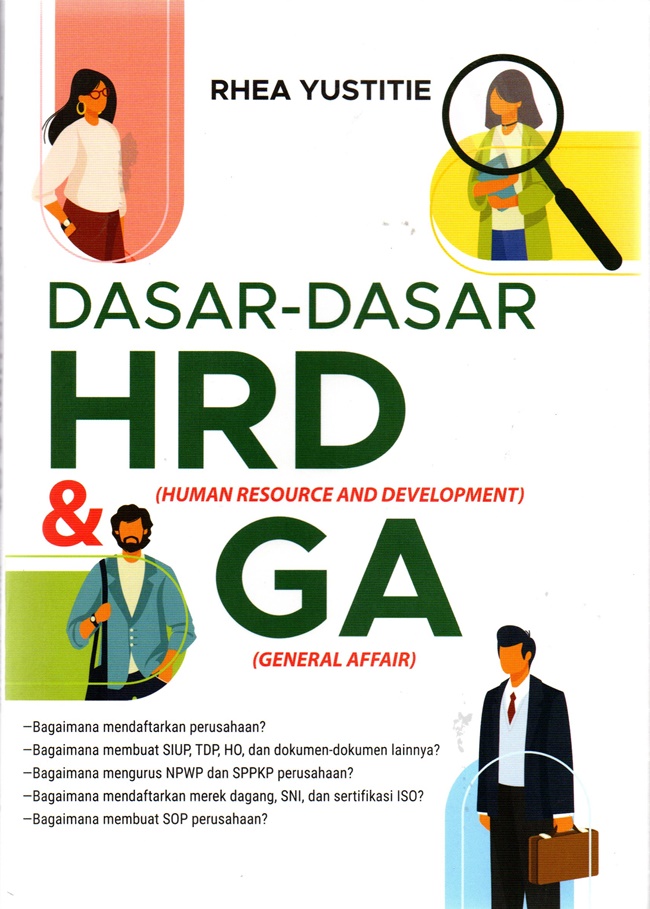 RHEA YUSTITIE
DASAR-DASAR
HRD
&
(HUMAN RESOURCE AND DEVELOPMENT)
GA
(GENERAL AFFAIR)
—Bagaimana mendaftarkan perusahaan?
—Bagaimana membuat SIUP, TDP, HO, dan dokumen-dokumen lainnya?
—Bagaimana mengurus NPWP dan SPPKP perusahaan?
—Bagaimana mendaftarkan merek dagang, SNI, dan sertifikasi ISO?
—Bagaimana membuat SOP perusahaan?